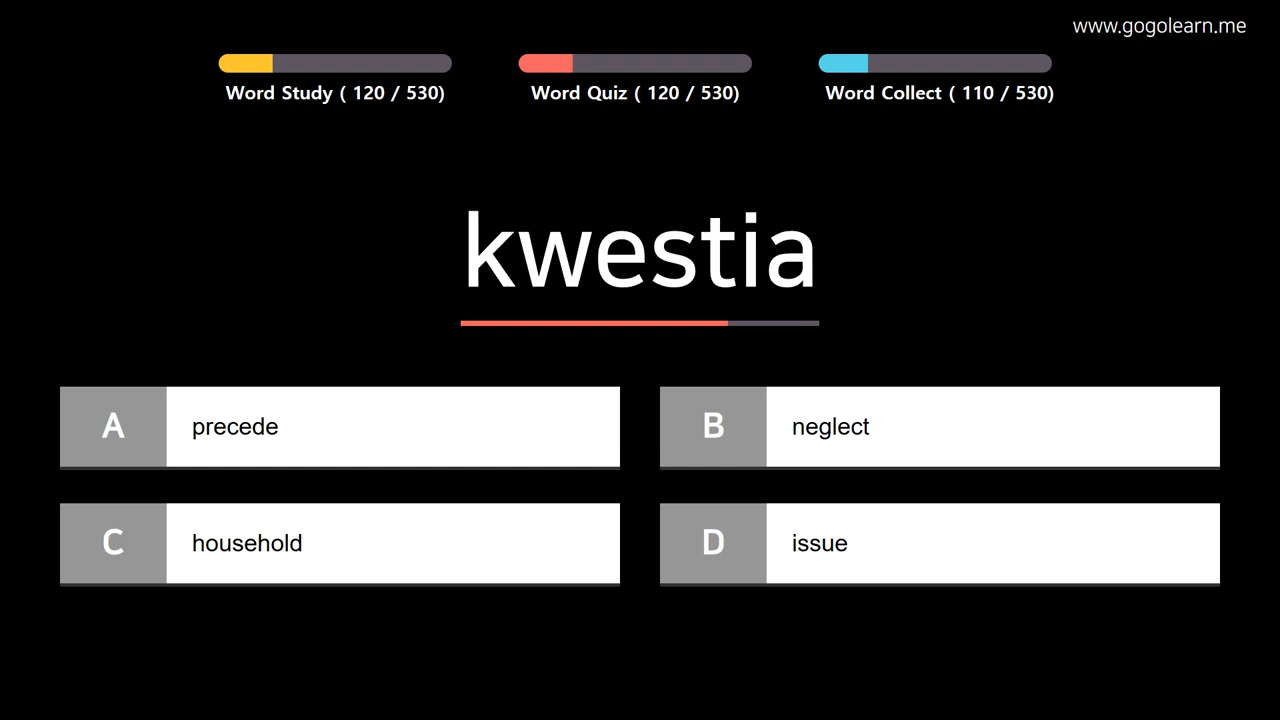 www.gogolearn.me
Word Study ( 120 / 530)
Word Quiz ( 120 / 530)
Word Collect ( 110 / 530)
kwestia
A precede
B neglect
C household
D issue